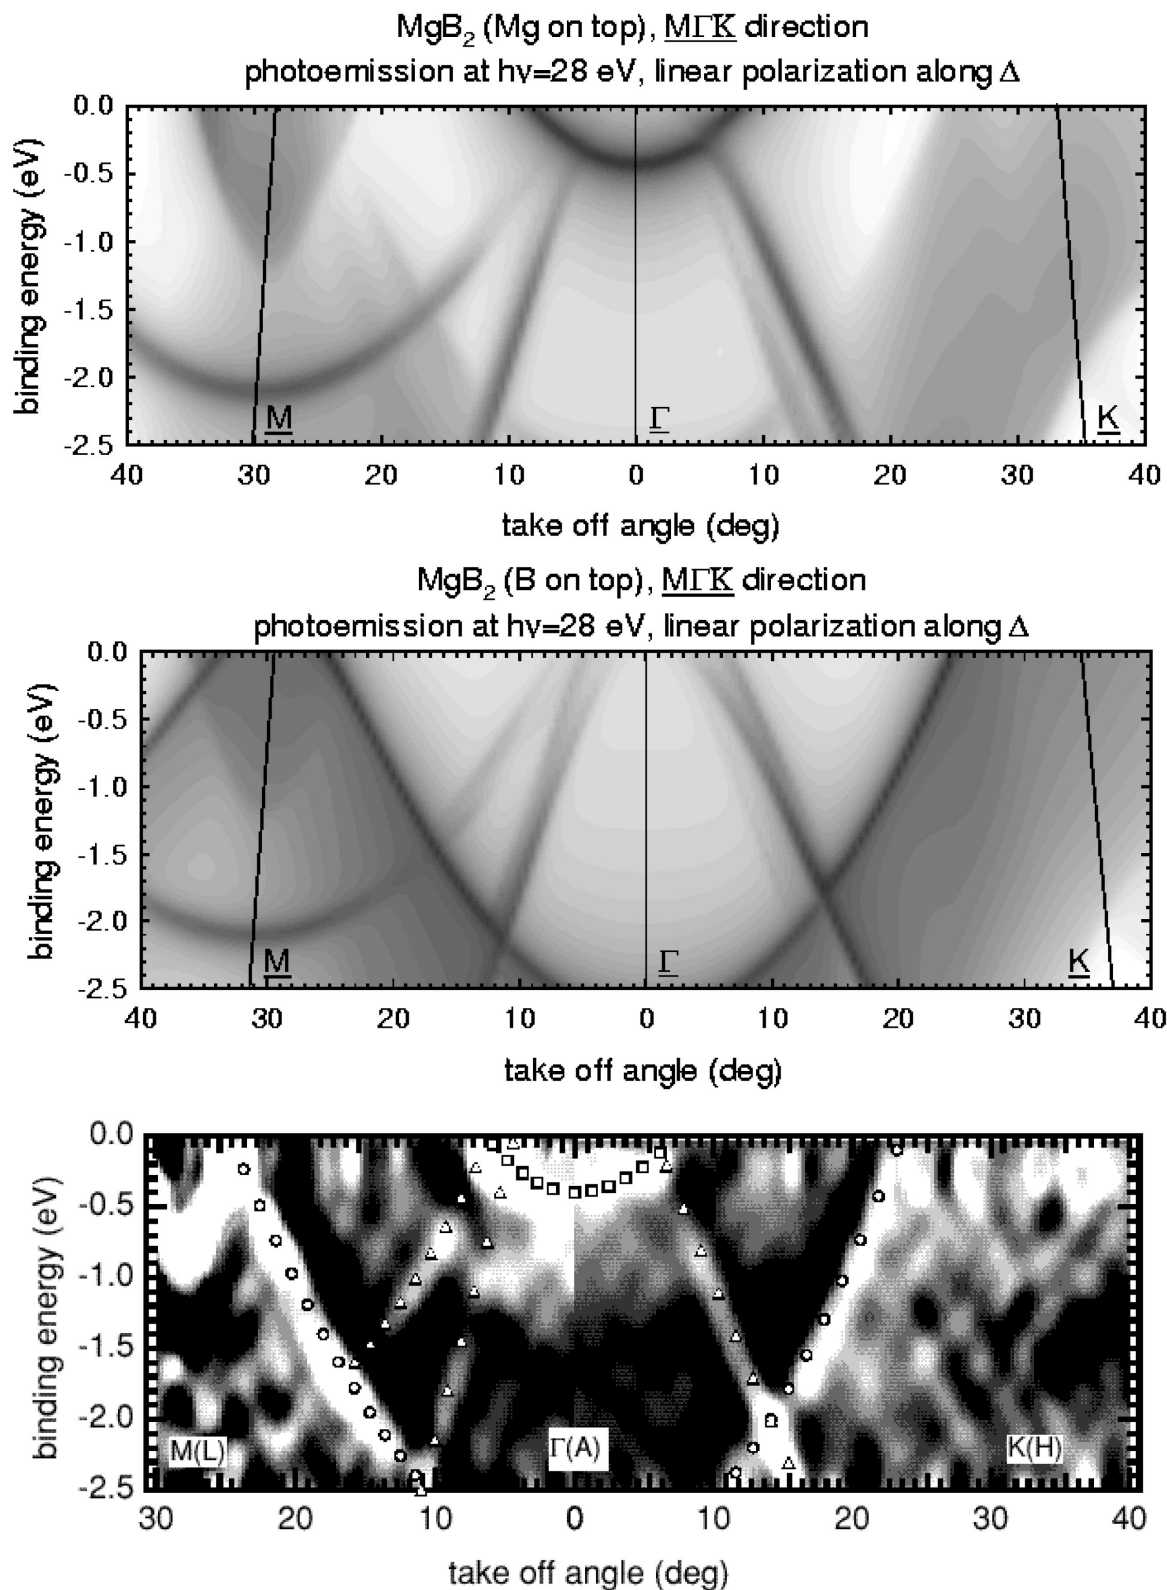 MgB2 (Mg on top), MΓK direction
photoemission at hν=28 eV, linear polarization along Δ
binding energy (eV)
0.0
-0.5
-1.0
-1.5
-2.0
-2.5
M Γ K
40 30 20 10 0 10 20 30 40
take off angle (deg)
MgB2 (B on top), MΓK direction
photoemission at hν=28 eV, linear polarization along Δ
binding energy (eV)
0.0
-0.5
-1.0
-1.5
-2.0
-2.5
M Γ K
40 30 20 10 0 10 20 30 40
take off angle (deg)
binding energy (eV)
0.0
-0.5
-1.0
-1.5
-2.0
-2.5
M(L) Γ(A) K(H)
30 20 10 0 10 20 30 40
take off angle (deg)